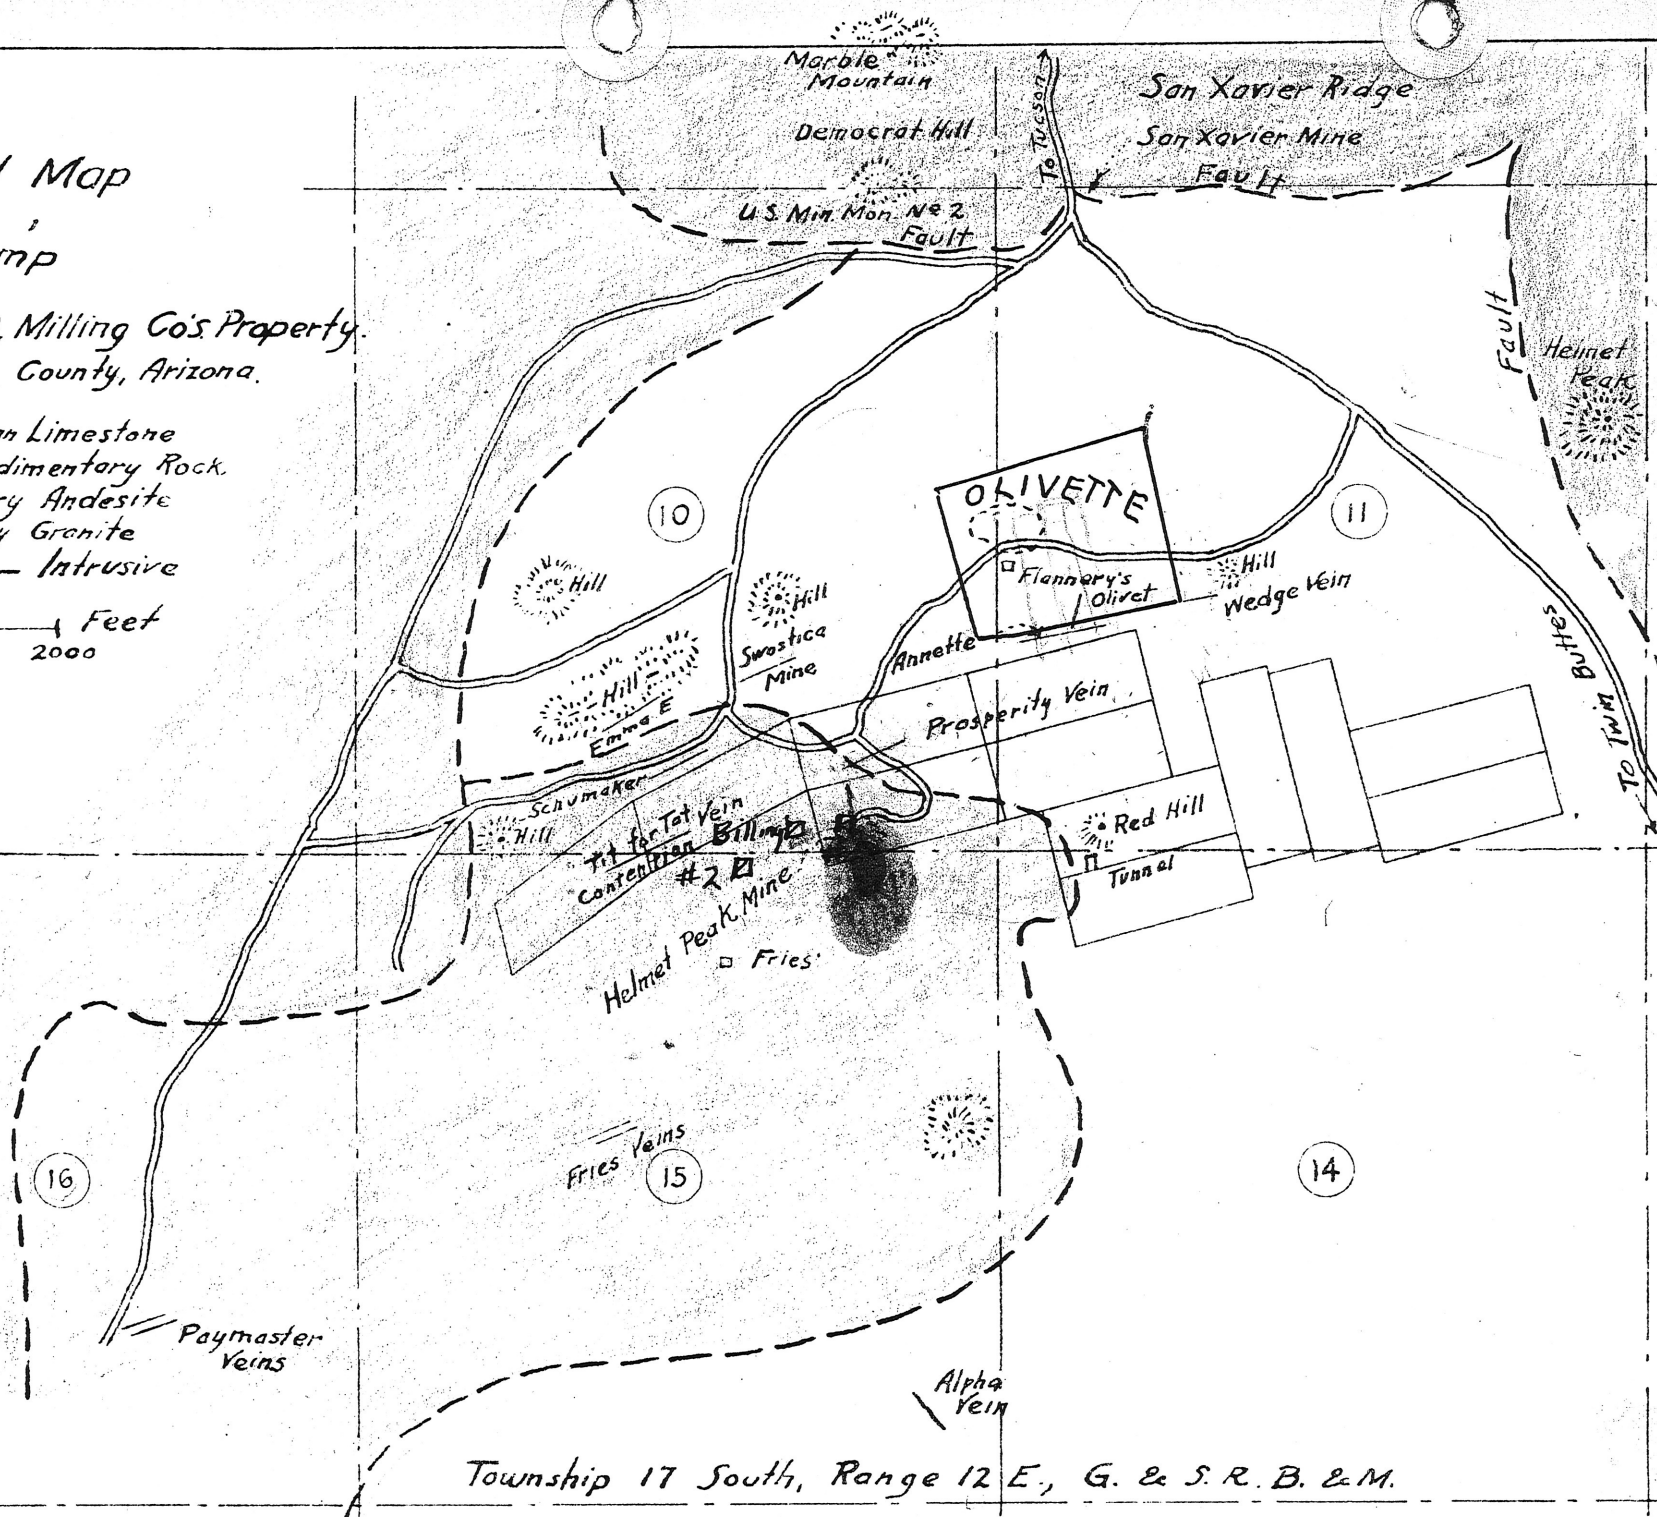 Map
mp
Milling Co's. Property.
County, Arizona.
Limestone
dimentary Rock.
ry Andesite
y Granite
Intrusive
Feet
2000
Marble
Mountain
Democrat Hill
U.S. Min. Mon. No 2
Fault
To Tucson
San Xavier Ridge
San Xavier Mine
Fault
Fault
Helmet
Peak
10
11
OLIVETTE
Flannery's
Olivet
Hill
Wedge Vein
Hill
Hill
Swastica
Mine
Hill
Emma E
Annette
Prosperity Vein
To Twin Buttes
Schumaker
Hill
Tit for Tat Vein
Contention
Billings
#2
Helmet Peak Mine
Fries
Red Hill
Tunnel
Fries Veins
16
15
14
Paymaster
Veins
Alpha
Vein
Township 17 South, Range 12 E., G. & S. R. B. & M.